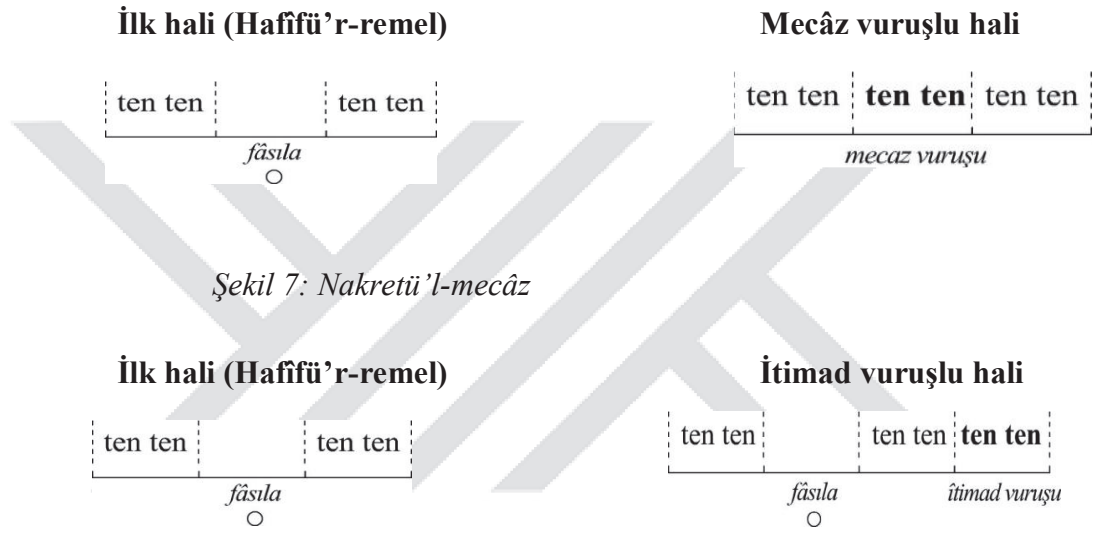 İlk hali (Hafîfü’r-remel) Mecâz vuruşlu hali
ten ten ten ten ten ten ten ten ten ten
fâsıla mecaz vuruşu
Şekil 7: Nakretü’l-mecâz
İlk hali (Hafîfü’r-remel) İtimad vuruşlu hali
ten ten ten ten ten ten ten ten ten ten
fâsıla fâsıla îtimad vuruşu